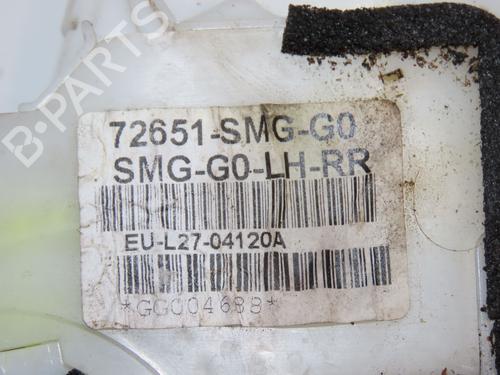 72651-SMG-G0
SMG-G0-LH-RR
EU-L27-04120A
*GG004688*
B-PARTS